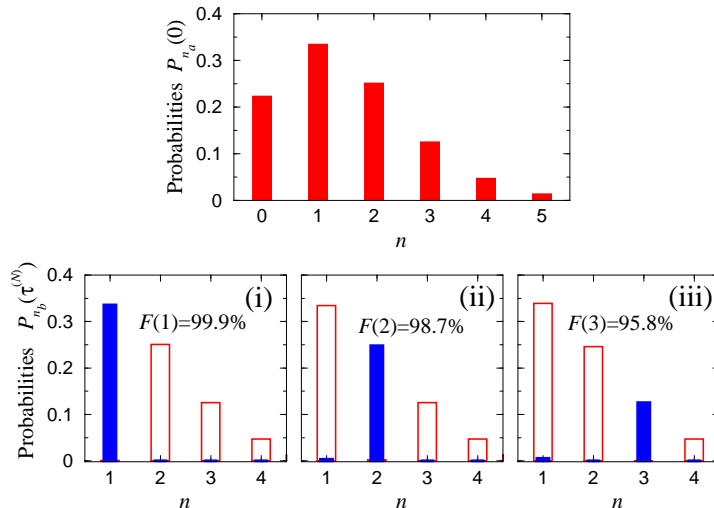 Probabilities P_{n_a}(0)
0.4
0.3
0.2
0.1
0
0 1 2 3 4 5
n
Probabilities P_{n_b}(τ^{(N)})
0.4
0.3
0.2
0.1
0
(i)
F(1)=99.9%
1 2 3 4
n
(ii)
F(2)=98.7%
1 2 3 4
n
(iii)
F(3)=95.8%
1 2 3 4
n